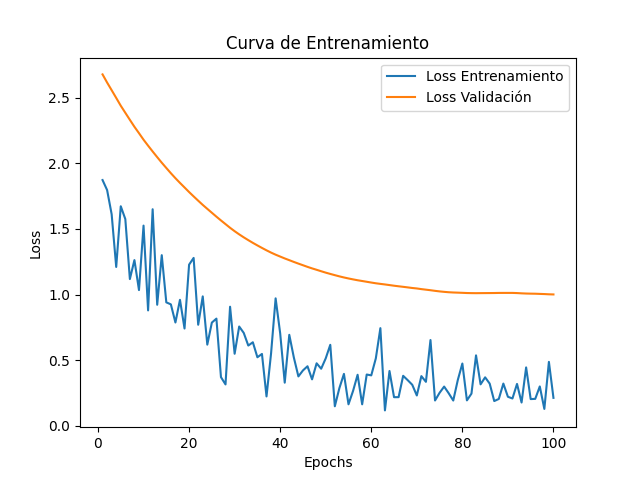 Curva de Entrenamiento
Loss Entrenamiento
Loss Validación
Loss
2.5
2.0
1.5
1.0
0.5
0.0
0 20 40 60 80 100
Epochs